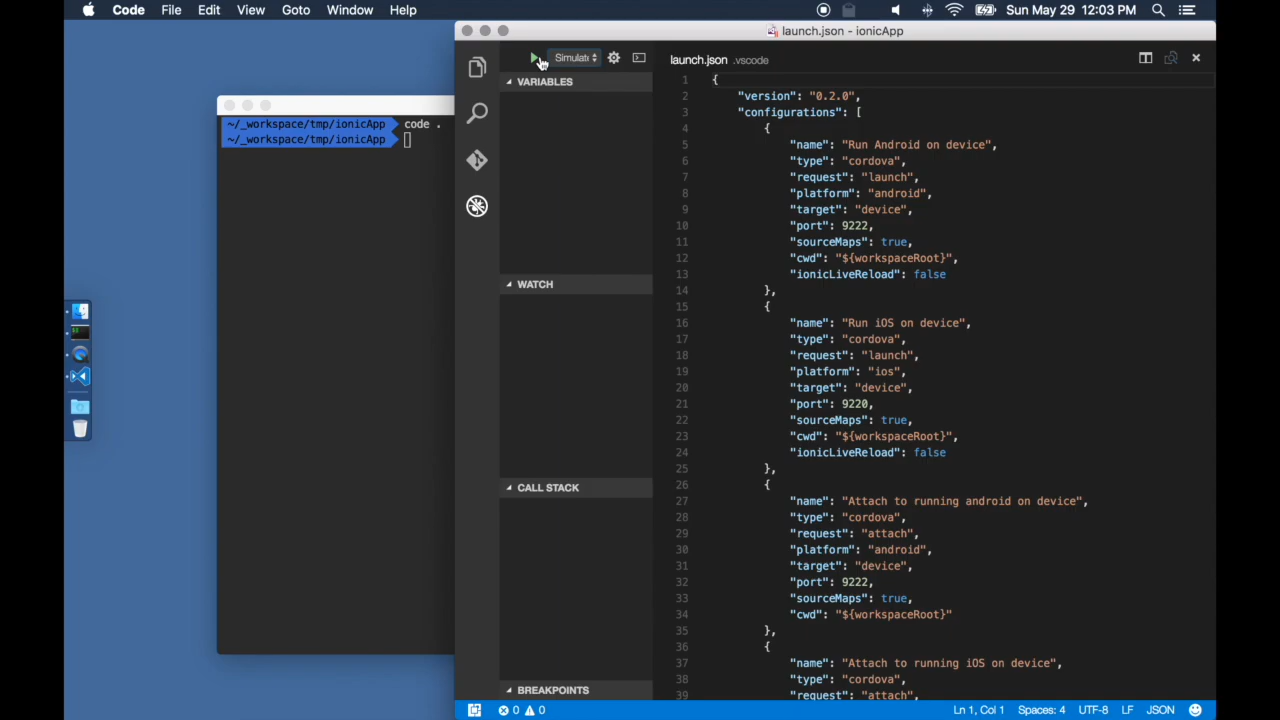 Code File Edit View Goto Window Help Sun May 29 12:03 PM
launch.json - ionicApp
Simulat
launch.json .vscode
VARIABLES
WATCH
CALL STACK
BREAKPOINTS
~/_workspace/tmp/ionicApp code .
~/_workspace/tmp/ionicApp
1 {
2 "version": "0.2.0",
3 "configurations": [
4 {
5 "name": "Run Android on device",
6 "type": "cordova",
7 "request": "launch",
8 "platform": "android",
9 "target": "device",
10 "port": 9222,
11 "sourceMaps": true,
12 "cwd": "${workspaceRoot}",
13 "ionicLiveReload": false
14 },
15 {
16 "name": "Run iOS on device",
17 "type": "cordova",
18 "request": "launch",
19 "platform": "ios",
20 "target": "device",
21 "port": 9220,
22 "sourceMaps": true,
23 "cwd": "${workspaceRoot}",
24 "ionicLiveReload": false
25 },
26 {
27 "name": "Attach to running android on device",
28 "type": "cordova",
29 "request": "attach",
30 "platform": "android",
31 "target": "device",
32 "port": 9222,
33 "sourceMaps": true,
34 "cwd": "${workspaceRoot}"
35 },
36 {
37 "name": "Attach to running iOS on device",
38 "type": "cordova",
39 "request": "attach",
0 0 Ln 1, Col 1 Spaces: 4 UTF-8 LF JSON